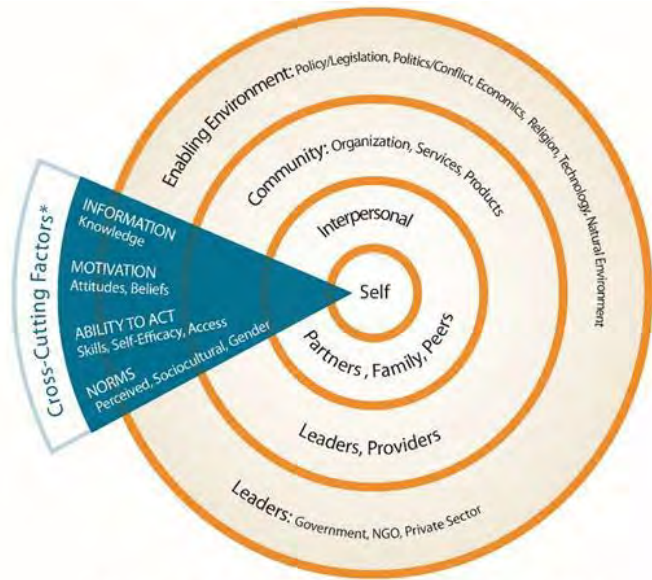 Enabling Environment: Policy/Legislation, Politics/Conflict, Economics, Religion, Technology, Natural Environment
Community: Organization, Services, Products
Interpersonal
Self
Partners, Family, Peers
Leaders, Providers
Leaders: Government, NGO, Private Sector
Cross-Cutting Factors*
INFORMATION
Knowledge
MOTIVATION
Attitudes, Beliefs
ABILITY TO ACT
Skills, Self-Efficacy, Access
NORMS
Perceived, Sociocultural, Gender